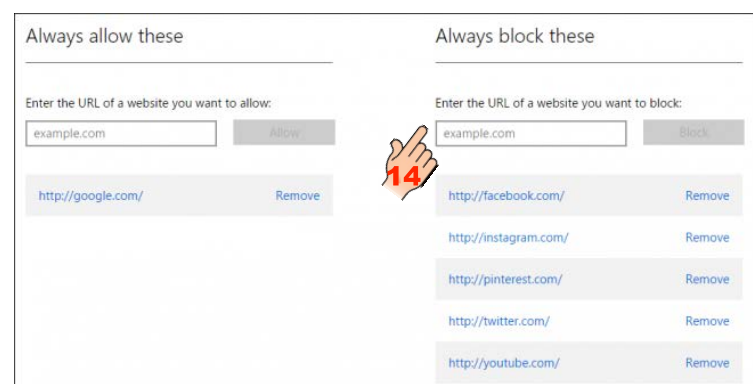 Always allow these
Enter the URL of a website you want to allow:
example.com
Allow
http://google.com/
Remove
Always block these
Enter the URL of a website you want to block:
example.com
Block
14
http://facebook.com/
Remove
http://instagram.com/
Remove
http://pinterest.com/
Remove
http://twitter.com/
Remove
http://youtube.com/
Remove